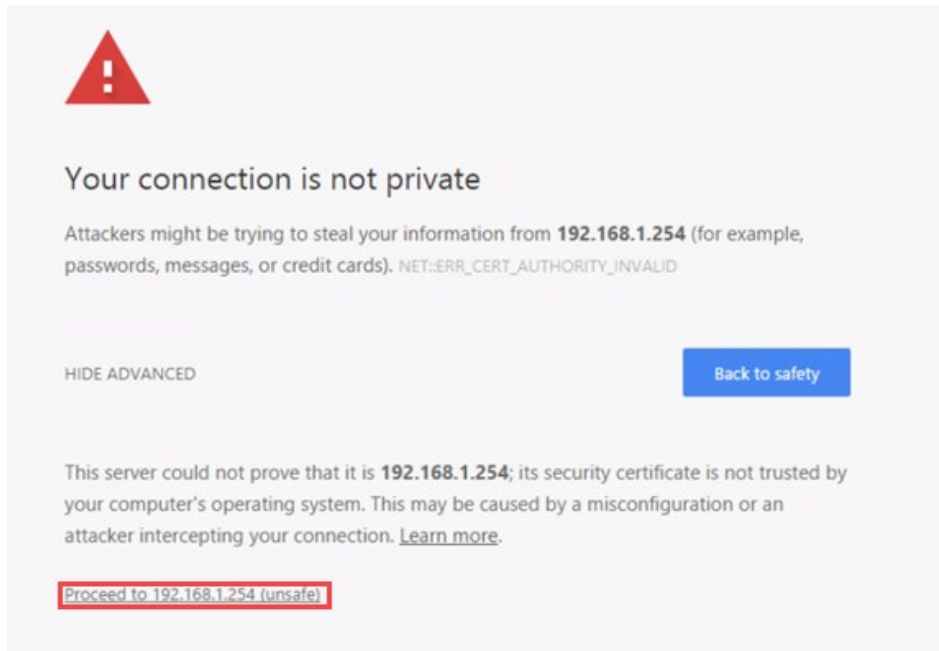 Your connection is not private
Attackers might be trying to steal your information from 192.168.1.254 (for example,
passwords, messages, or credit cards). NET::ERR_CERT_AUTHORITY_INVALID
HIDE ADVANCED
Back to safety
This server could not prove that it is 192.168.1.254; its security certificate is not trusted by
your computer's operating system. This may be caused by a misconfiguration or an
attacker intercepting your connection. Learn more.
Proceed to 192.168.1.254 (unsafe)